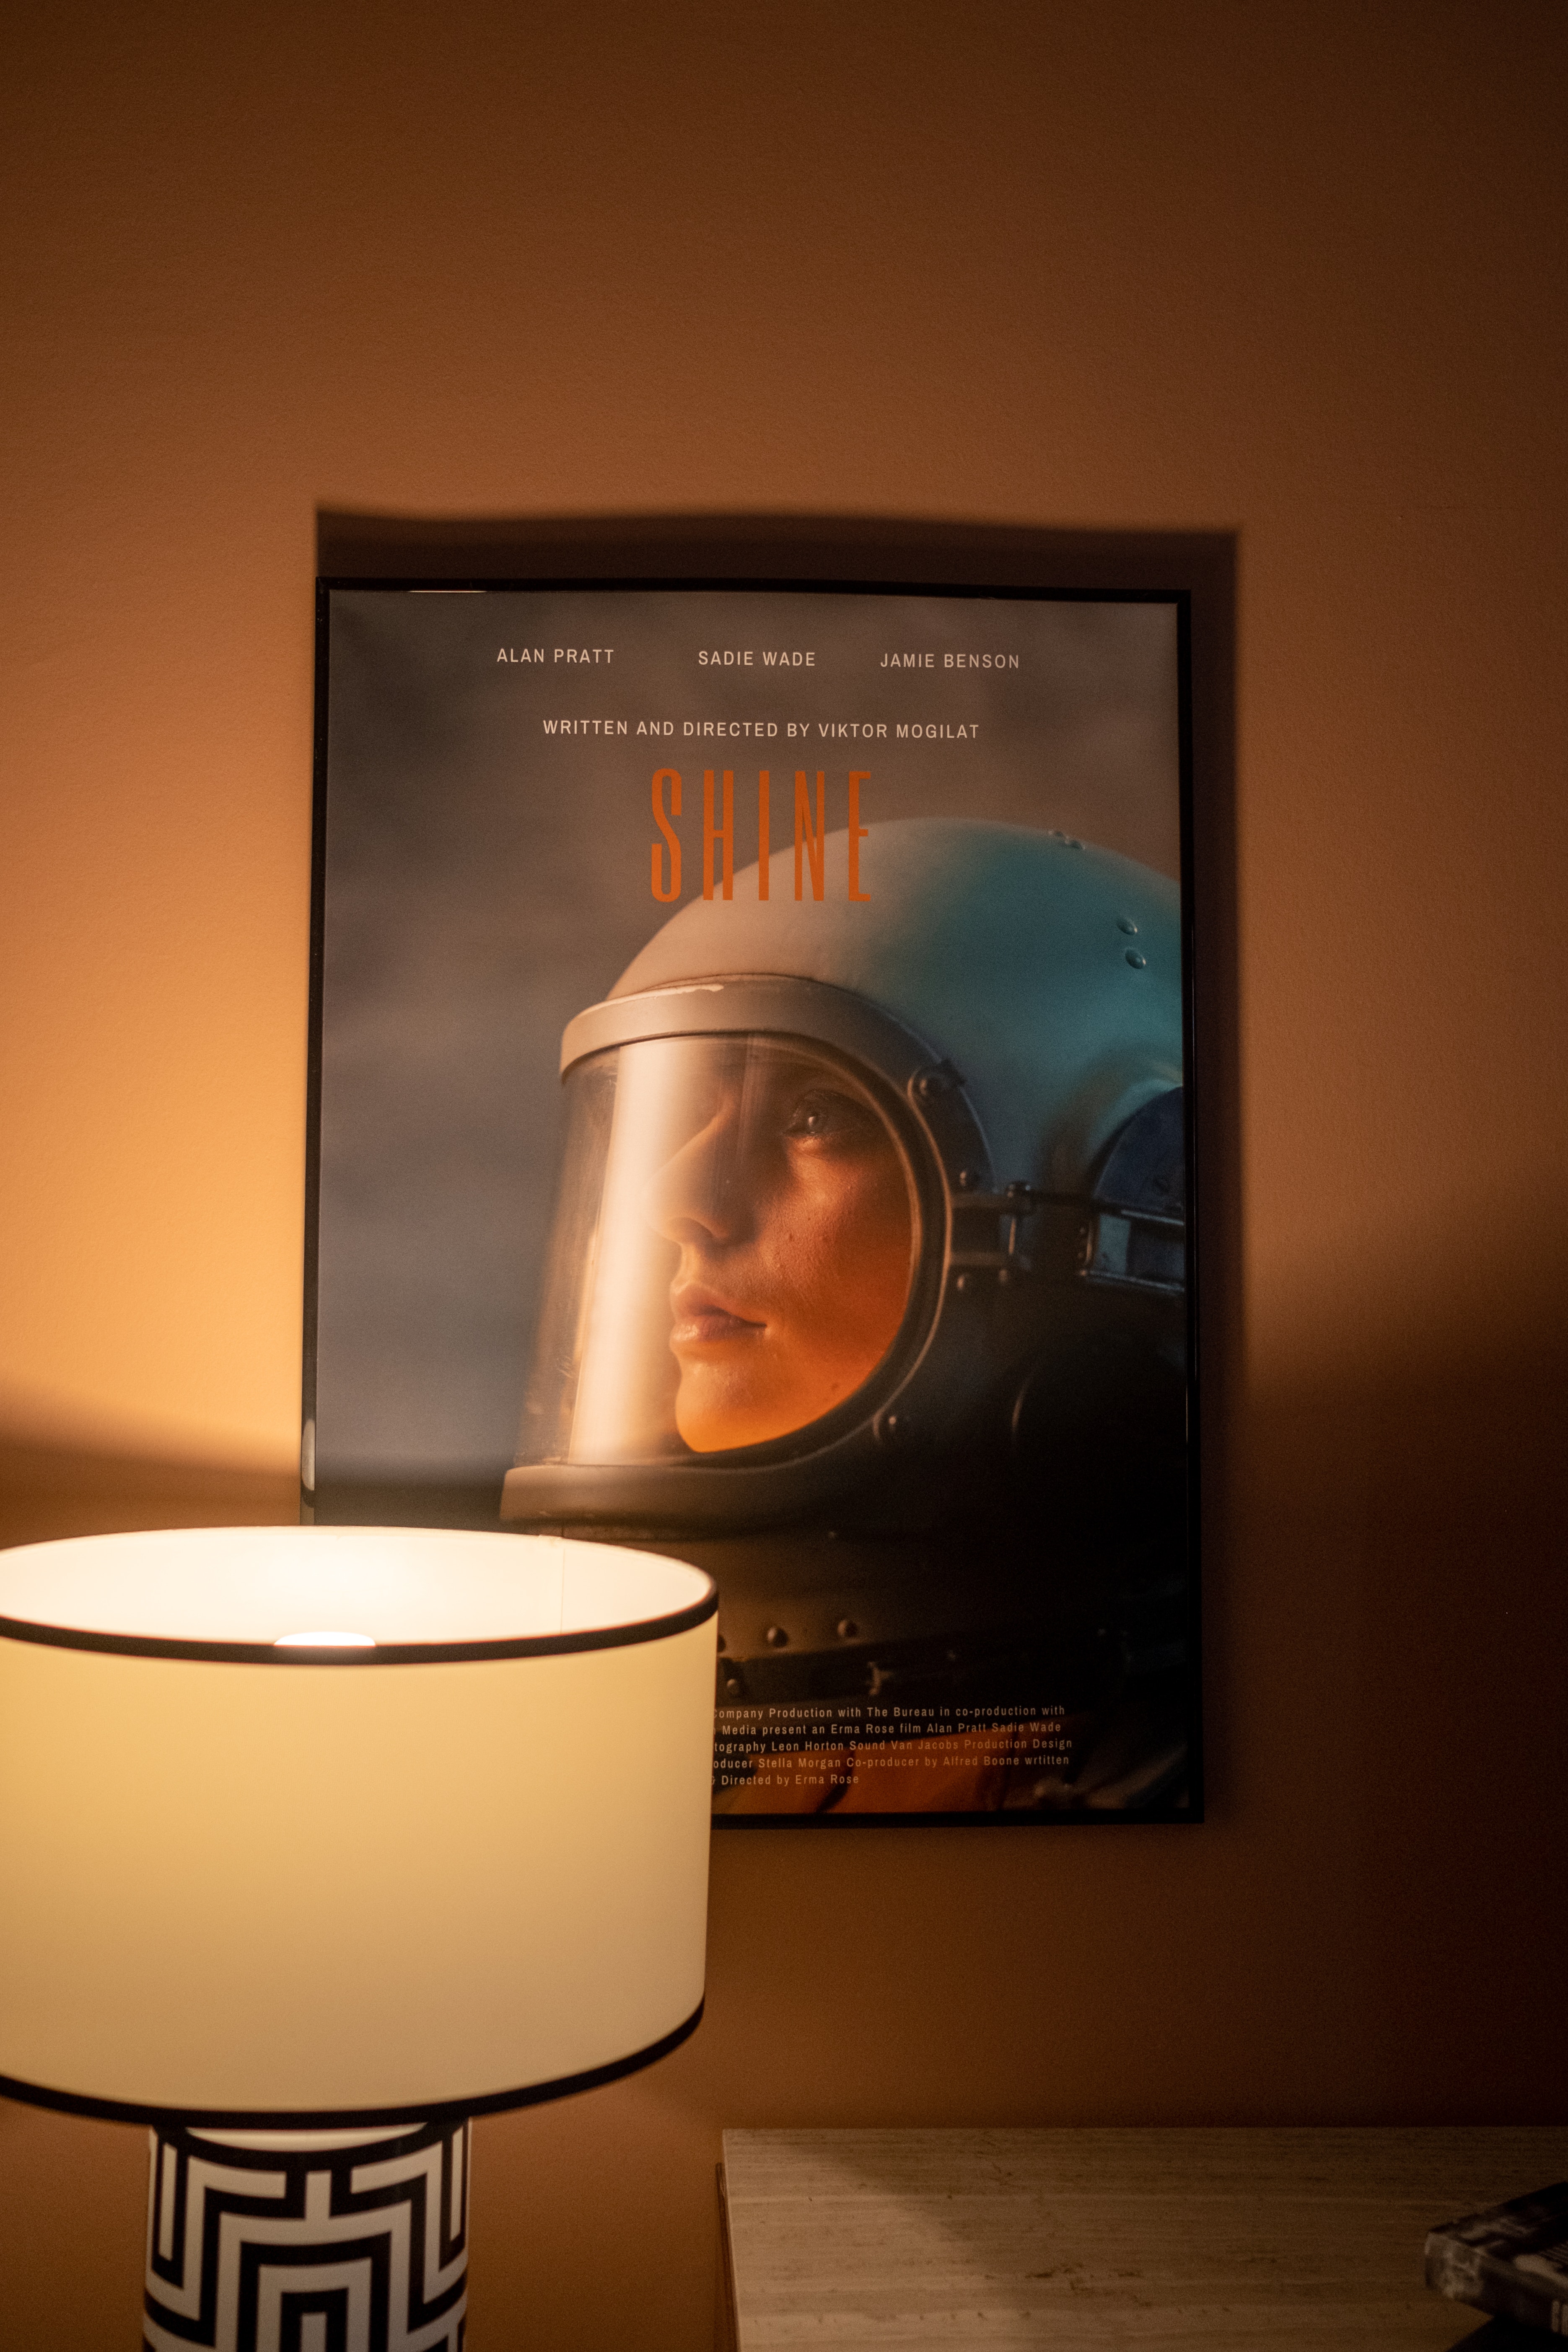 ALAN PRATT SADIE WADE JAMIE BENSON
WRITTEN AND DIRECTED BY VIKTOR MOGILAT
SHINE
Company Production with The Bureau in co-production with
Media present an Erma Rose film Alan Pratt Sadie Wade
tography Leon Horton Sound Van Jacobs Production Design
oducer Stella Morgan Co-producer by Alfred Boone wrtitten
& Directed by Erma Rose